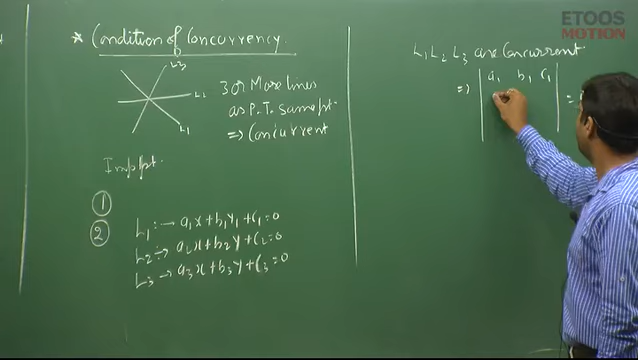 * Condition of Concurrency
L3
L2
L1
3 or More lines
as P.T. same pt.
=> Concurrent
Imp pt.
1
2
L1 :→ a1x+b1y1+c1=0
L2 :→ a2x+b2y+c2=0
L3 → a3x+b3y+c3=0
L1 L2 L3 are Concurrent
=> | a1 b1 c1 | =
ETOOS
MOTION